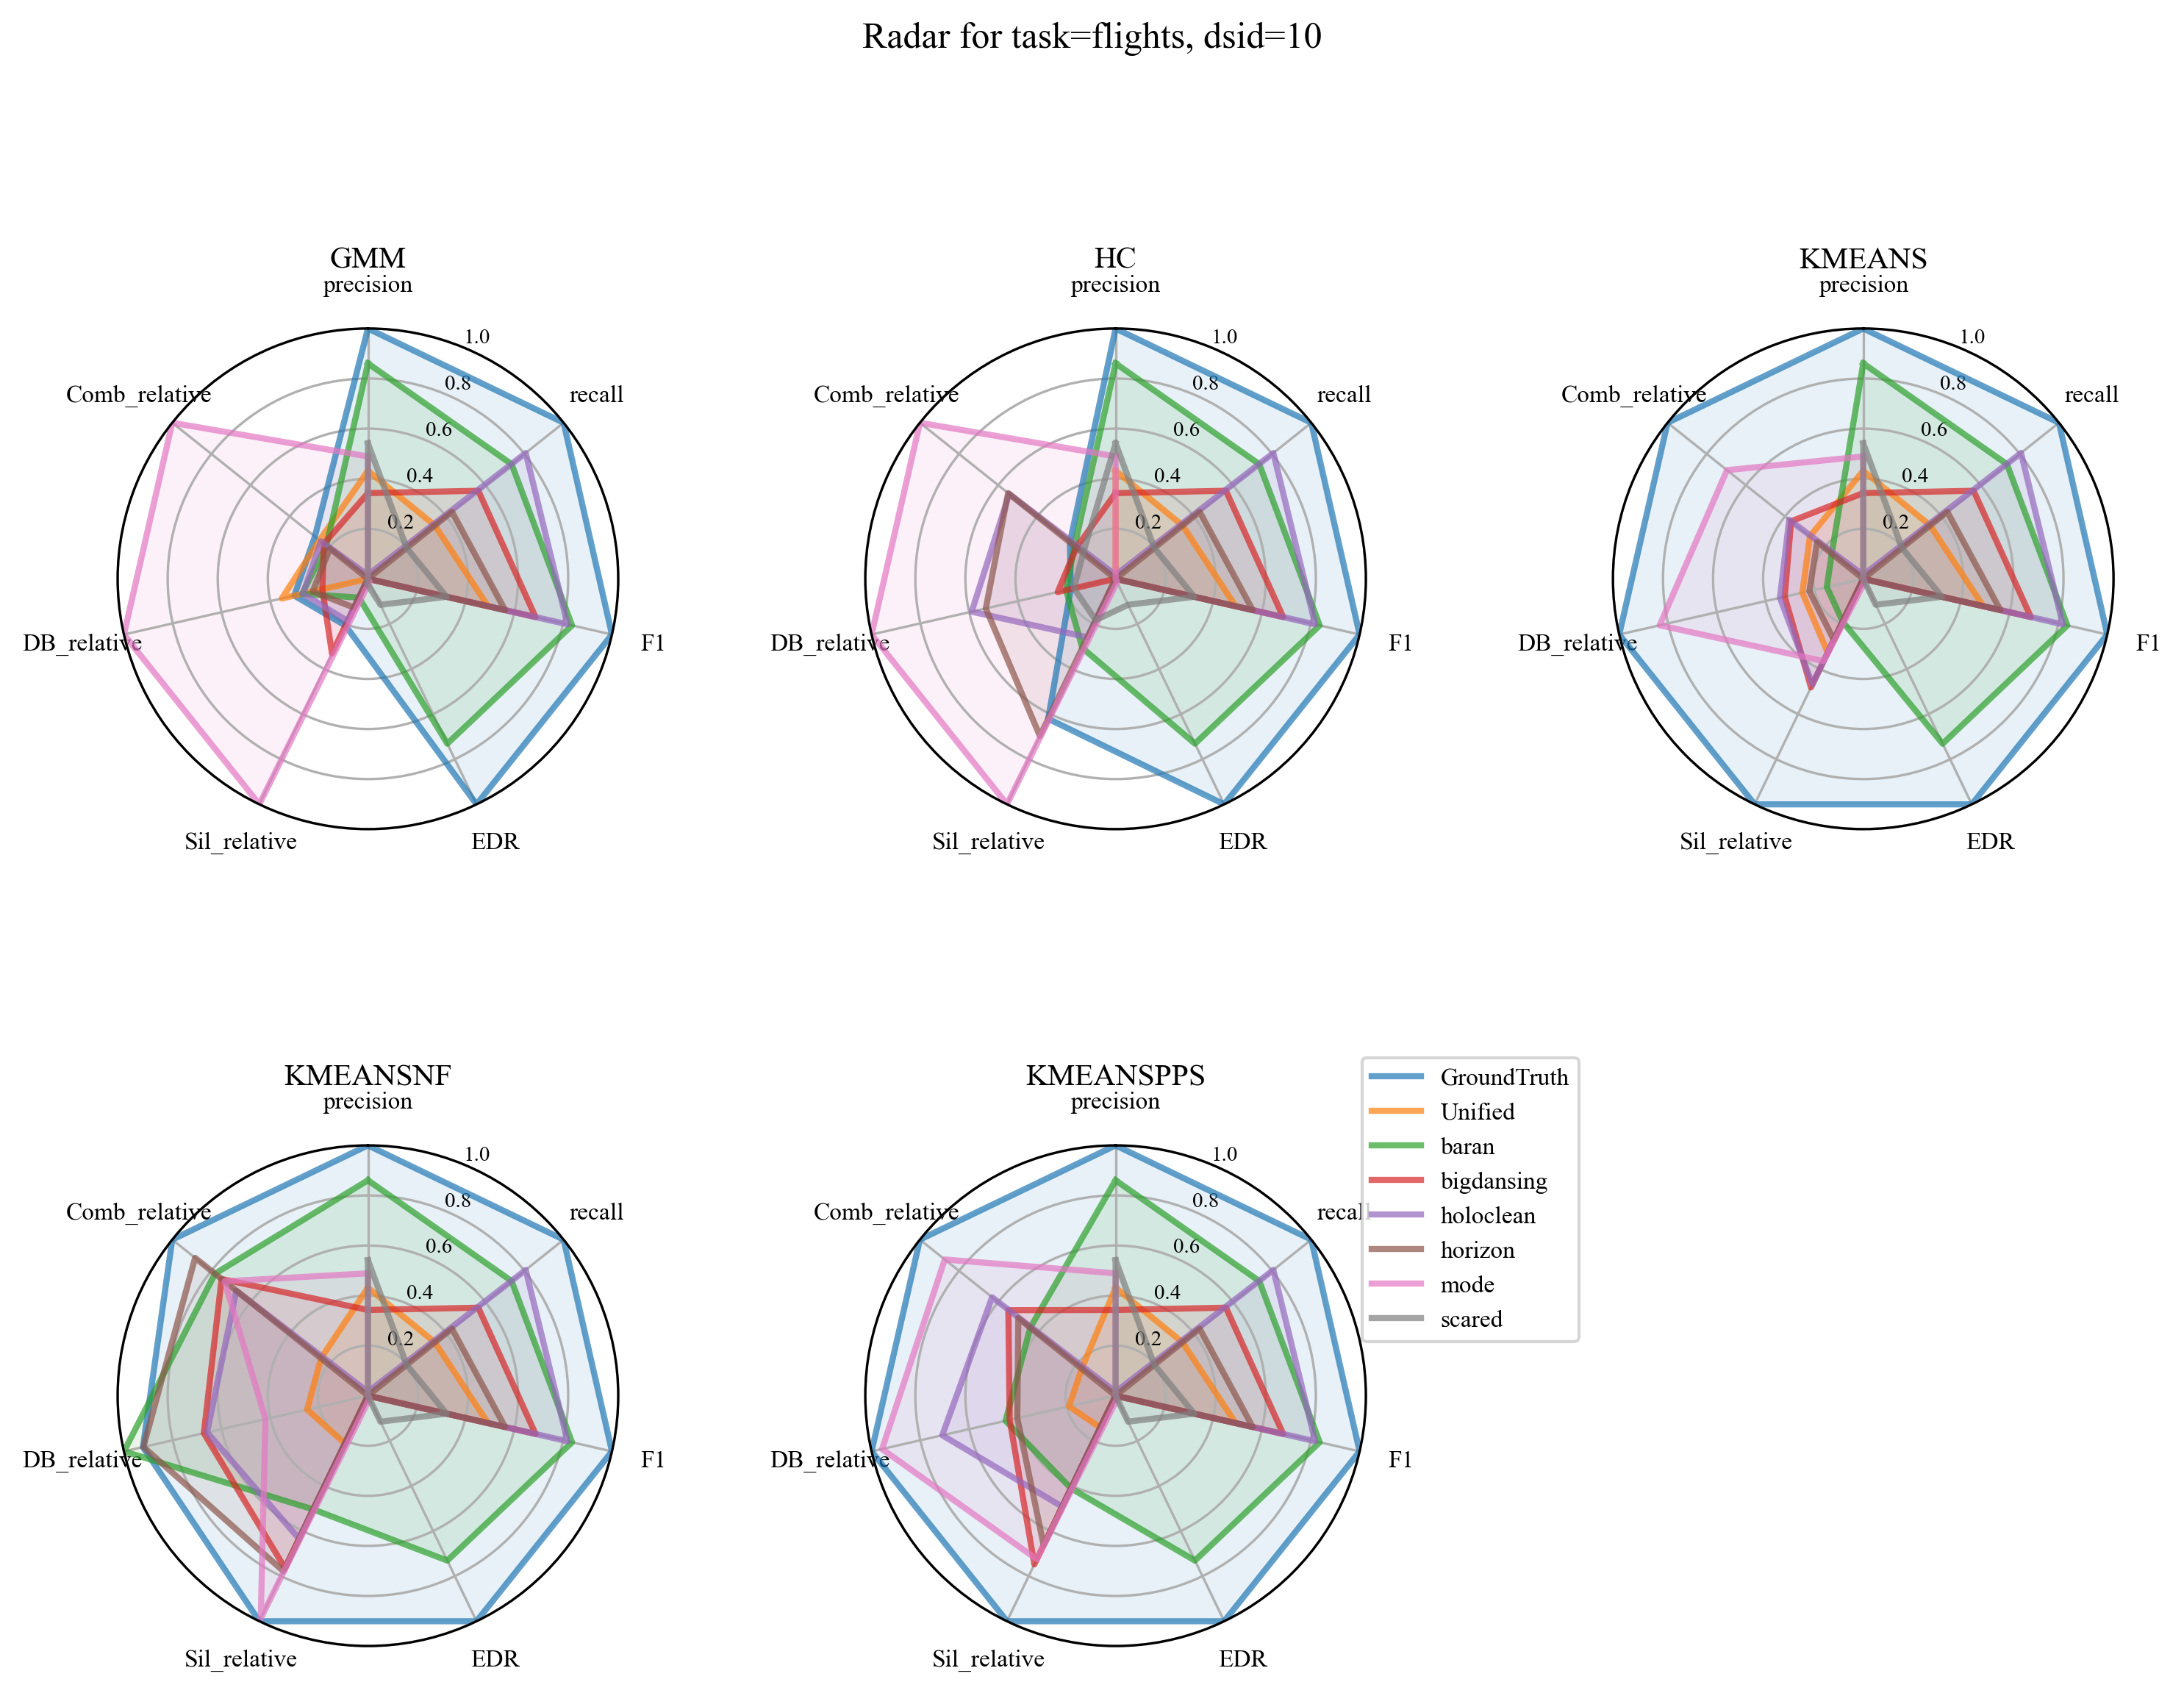 Radar for task=flights, dsid=10
GMM
precision
1.0
0.8
0.6
0.4
0.2
recall
Comb_relative
DB_relative
F1
Sil_relative
EDR
HC
precision
1.0
0.8
0.6
0.4
0.2
recall
Comb_relative
DB_relative
F1
Sil_relative
EDR
KMEANS
precision
1.0
0.8
0.6
0.4
0.2
recall
Comb_relative
DB_relative
F1
Sil_relative
EDR
KMEANSNF
precision
1.0
0.8
0.6
0.4
0.2
recall
Comb_relative
DB_relative
F1
Sil_relative
EDR
KMEANSPPS
precision
1.0
0.8
0.6
0.4
0.2
recall
Comb_relative
DB_relative
F1
Sil_relative
EDR
GroundTruth
Unified
baran
bigdansing
holoclean
horizon
mode
scared